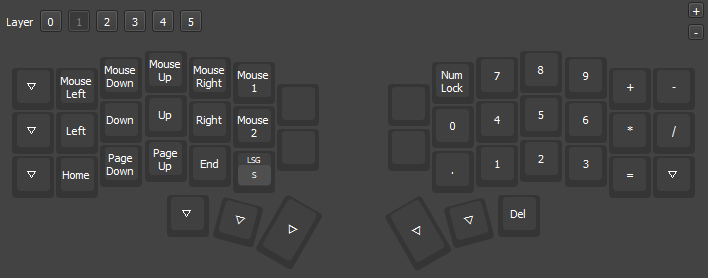 Layer 0 1 2 3 4 5
+
-
Mouse Left
Mouse Down
Mouse Up
Mouse Right
Mouse 1
Num Lock
7
8
9
+
-
Left
Down
Up
Right
Mouse 2
0
4
5
6
*
/
Home
Page Down
Page Up
End
LSG
S
.
1
2
3
=
Del